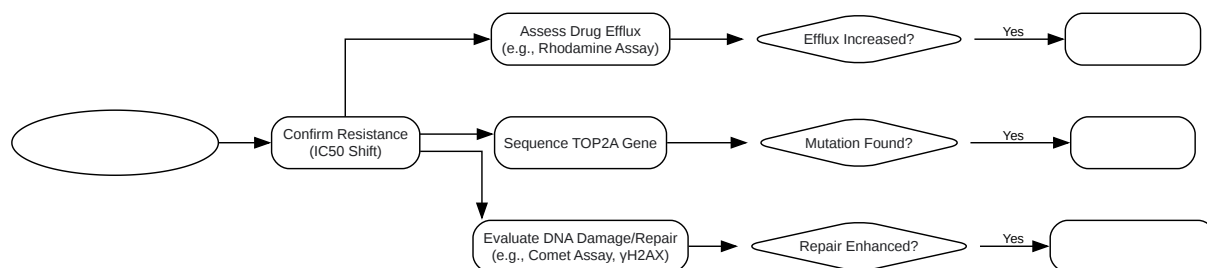 Assess Drug Efflux
(e.g., Rhodamine Assay)
Efflux Increased?
Yes
Confirm Resistance
(IC50 Shift)
Sequence TOP2A Gene
Mutation Found?
Yes
Evaluate DNA Damage/Repair
(e.g., Comet Assay, γH2AX)
Repair Enhanced?
Yes